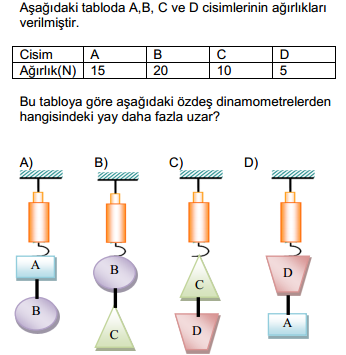 Aşağıdaki tabloda A,B, C ve D cisimlerinin ağırlıkları
verilmiştir.
Cisim A B C D
Ağırlık(N) 15 20 10 5
Bu tabloya göre aşağıdaki özdeş dinamometrelerden
hangisindeki yay daha fazla uzar?
A) B) C) D)
A B C D
B C D A